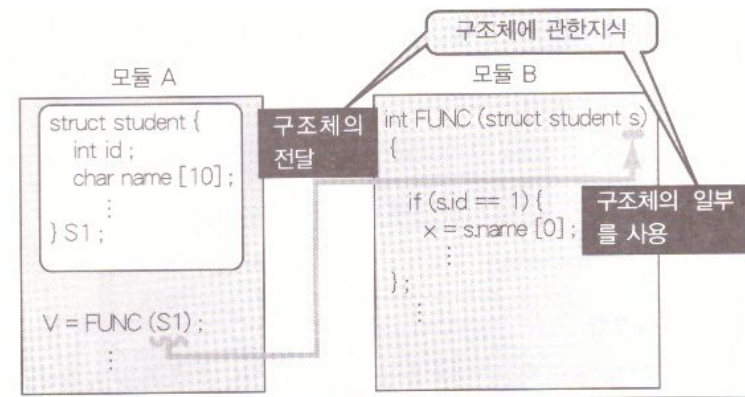 구조체에 관한지식
모듈 A
모듈 B
struct student {
int id ;
char name [10] ;
⋮
} S1 ;
V = FUNC (S1) ;
⋮
구조체의
전달
int FUNC (struct student s)
{
if (s.id == 1) {
x = s.name [0] ;
⋮
} ;
⋮
구조체의 일부
를 사용